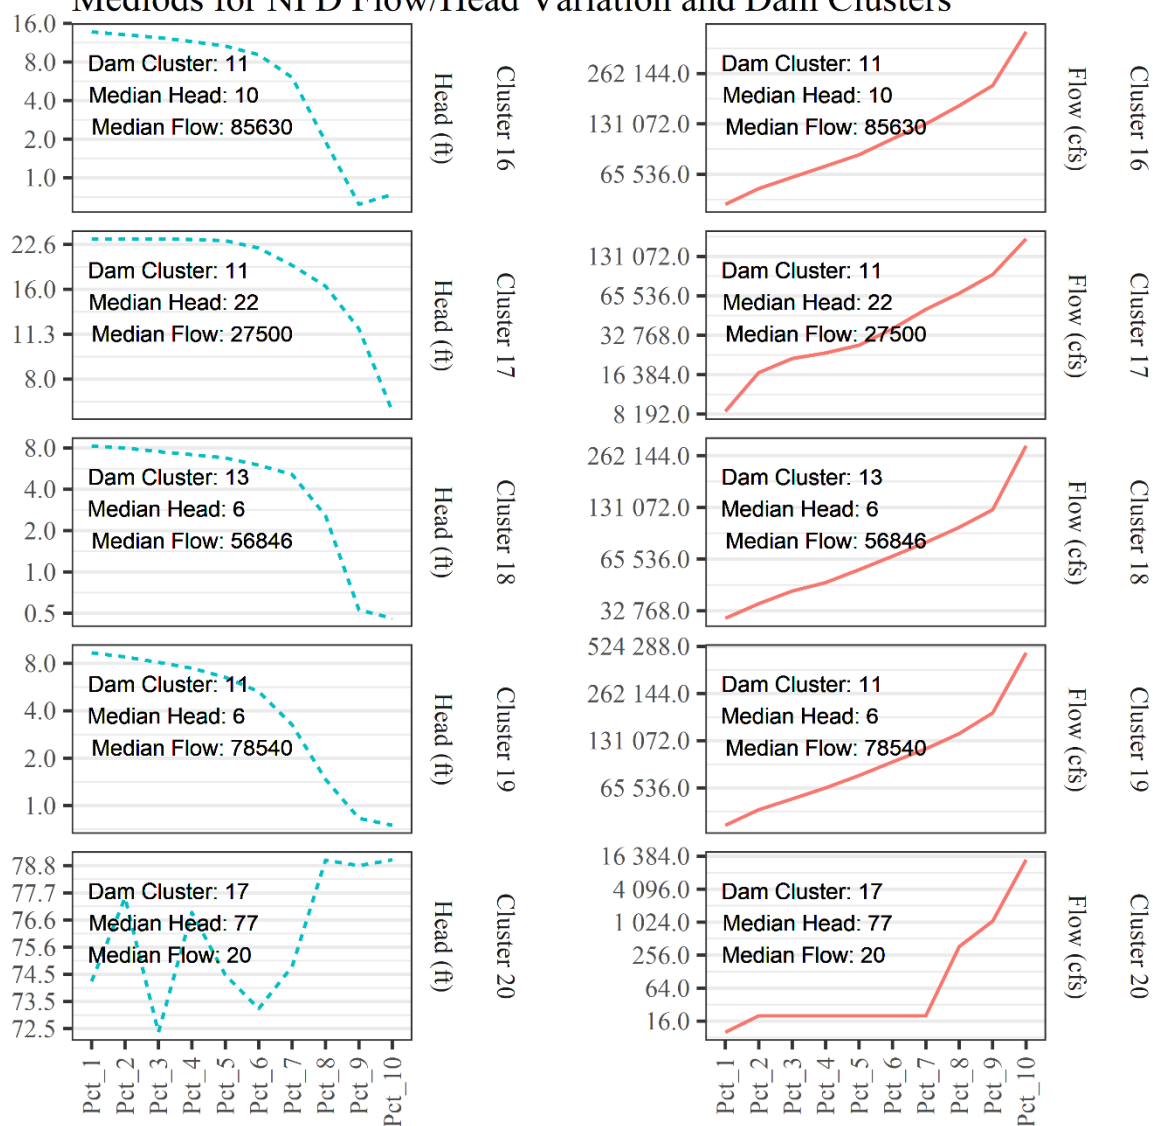 Mediods for NPD Flow/Head Variation and Dam Clusters
16.0
8.0
4.0
2.0
1.0
Dam Cluster: 11
Median Head: 10
Median Flow: 85630
Head (ft)
Cluster 16
262 144.0
131 072.0
65 536.0
Dam Cluster: 11
Median Head: 10
Median Flow: 85630
Flow (cfs)
Cluster 16
22.6
16.0
11.3
8.0
Dam Cluster: 11
Median Head: 22
Median Flow: 27500
Head (ft)
Cluster 17
131 072.0
65 536.0
32 768.0
16 384.0
8 192.0
Dam Cluster: 11
Median Head: 22
Median Flow: 27500
Flow (cfs)
Cluster 17
8.0
4.0
2.0
1.0
0.5
Dam Cluster: 13
Median Head: 6
Median Flow: 56846
Head (ft)
Cluster 18
262 144.0
131 072.0
65 536.0
32 768.0
Dam Cluster: 13
Median Head: 6
Median Flow: 56846
Flow (cfs)
Cluster 18
8.0
4.0
2.0
1.0
Dam Cluster: 11
Median Head: 6
Median Flow: 78540
Head (ft)
Cluster 19
524 288.0
262 144.0
131 072.0
65 536.0
Dam Cluster: 11
Median Head: 6
Median Flow: 78540
Flow (cfs)
Cluster 19
78.8
77.7
76.6
75.6
74.5
73.5
72.5
Dam Cluster: 17
Median Head: 77
Median Flow: 20
Head (ft)
Cluster 20
16 384.0
4 096.0
1 024.0
256.0
64.0
16.0
Dam Cluster: 17
Median Head: 77
Median Flow: 20
Flow (cfs)
Cluster 20
Pct_1
Pct_2
Pct_3
Pct_4
Pct_5
Pct_6
Pct_7
Pct_8
Pct_9
Pct_10
Pct_1
Pct_2
Pct_3
Pct_4
Pct_5
Pct_6
Pct_7
Pct_8
Pct_9
Pct_10